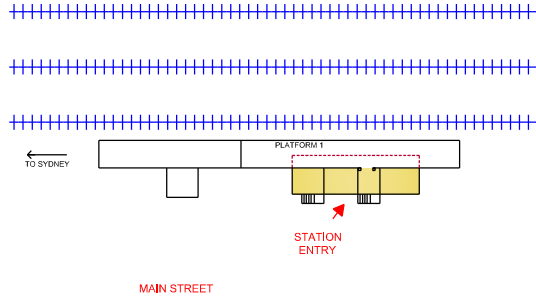 PLATFORM 1
TO SYDNEY
STATION
ENTRY
MAIN STREET